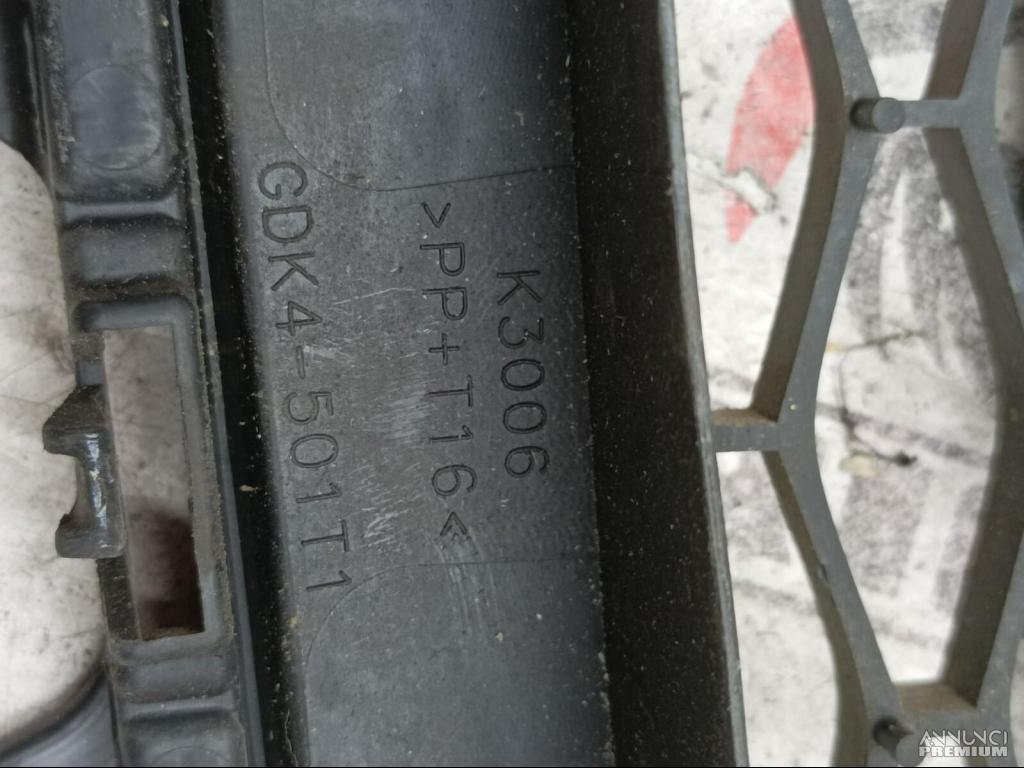 K3006
>PP+T16«
GDK4-501T1
ANNUNCI
PREMIUM